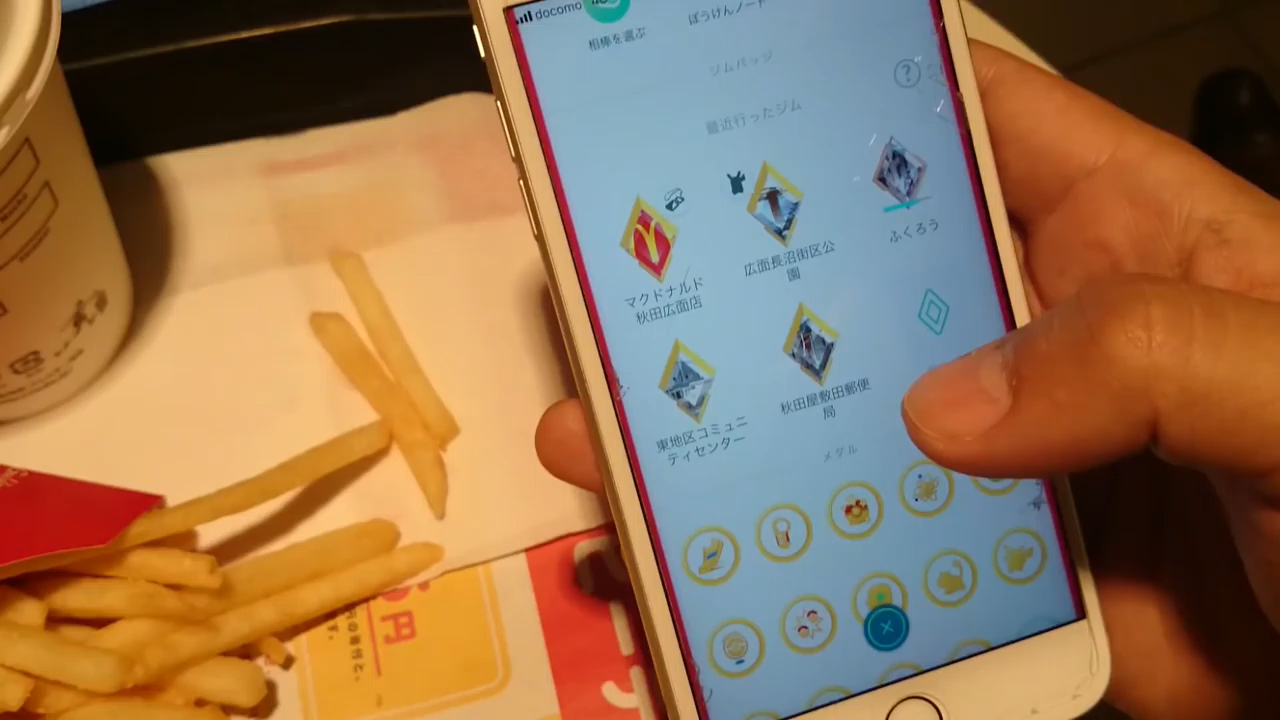 docomo
相棒を選ぶ
ぼうけんノート
ジムバッジ
?
最近行ったジム
マクドナルド
秋田広面店
広面長沼街区公
園
ふくろう
東地区コミュニ
ティセンター
秋田屋敷田郵便
局
メダル
円